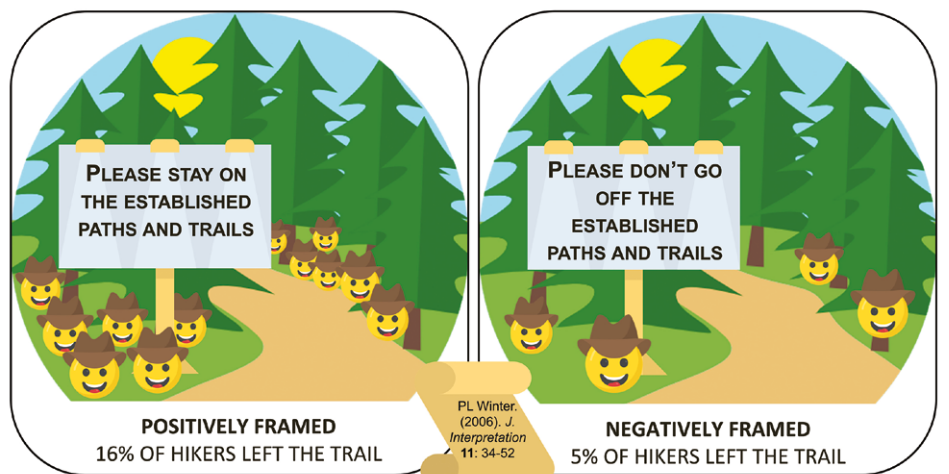 PLEASE STAY ON
THE ESTABLISHED
PATHS AND TRAILS
POSITIVELY FRAMED
16% OF HIKERS LEFT THE TRAIL
PLEASE DON'T GO
OFF THE
ESTABLISHED
PATHS AND TRAILS
NEGATIVELY FRAMED
5% OF HIKERS LEFT THE TRAIL
PL Winter.
(2006). J.
Interpretation
11: 34-52